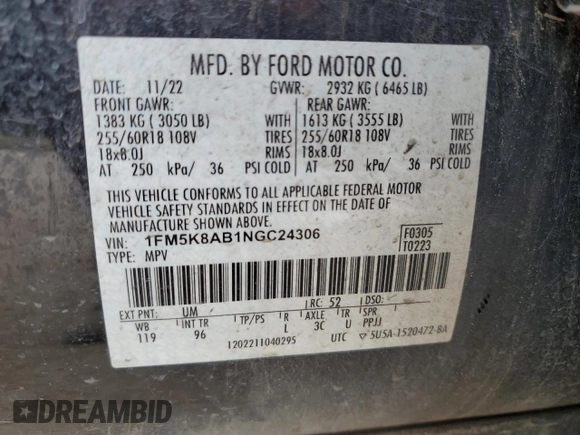 MFD. BY FORD MOTOR CO.
DATE: 11/22 GVWR: 2932 KG ( 6465 LB)
FRONT GAWR: REAR GAWR:
1383 KG ( 3050 LB) WITH 1613 KG ( 3555 LB) WITH
255/60R18 108V TIRES 255/60R18 108V TIRES
18x8.0J RIMS 18x8.0J RIMS
AT 250 kPa/ 36 PSI COLD AT 250 kPa/ 36 PSI COLD
THIS VEHICLE CONFORMS TO ALL APPLICABLE FEDERAL MOTOR
VEHICLE SAFETY STANDARDS IN EFFECT ON THE DATE OF
MANUFACTURE SHOWN ABOVE.
VIN: 1FM5K8AB1NGC24306 F0305
TYPE: MPV T0223
EXT PNT: UM RC: 52 DSO:
WB INT TR TP/PS R AXLE TR SPR
119 96 L 3C U PPJJ
1202211040295 UTC ▽ 5U5A-1520472-BA
DREAMBID